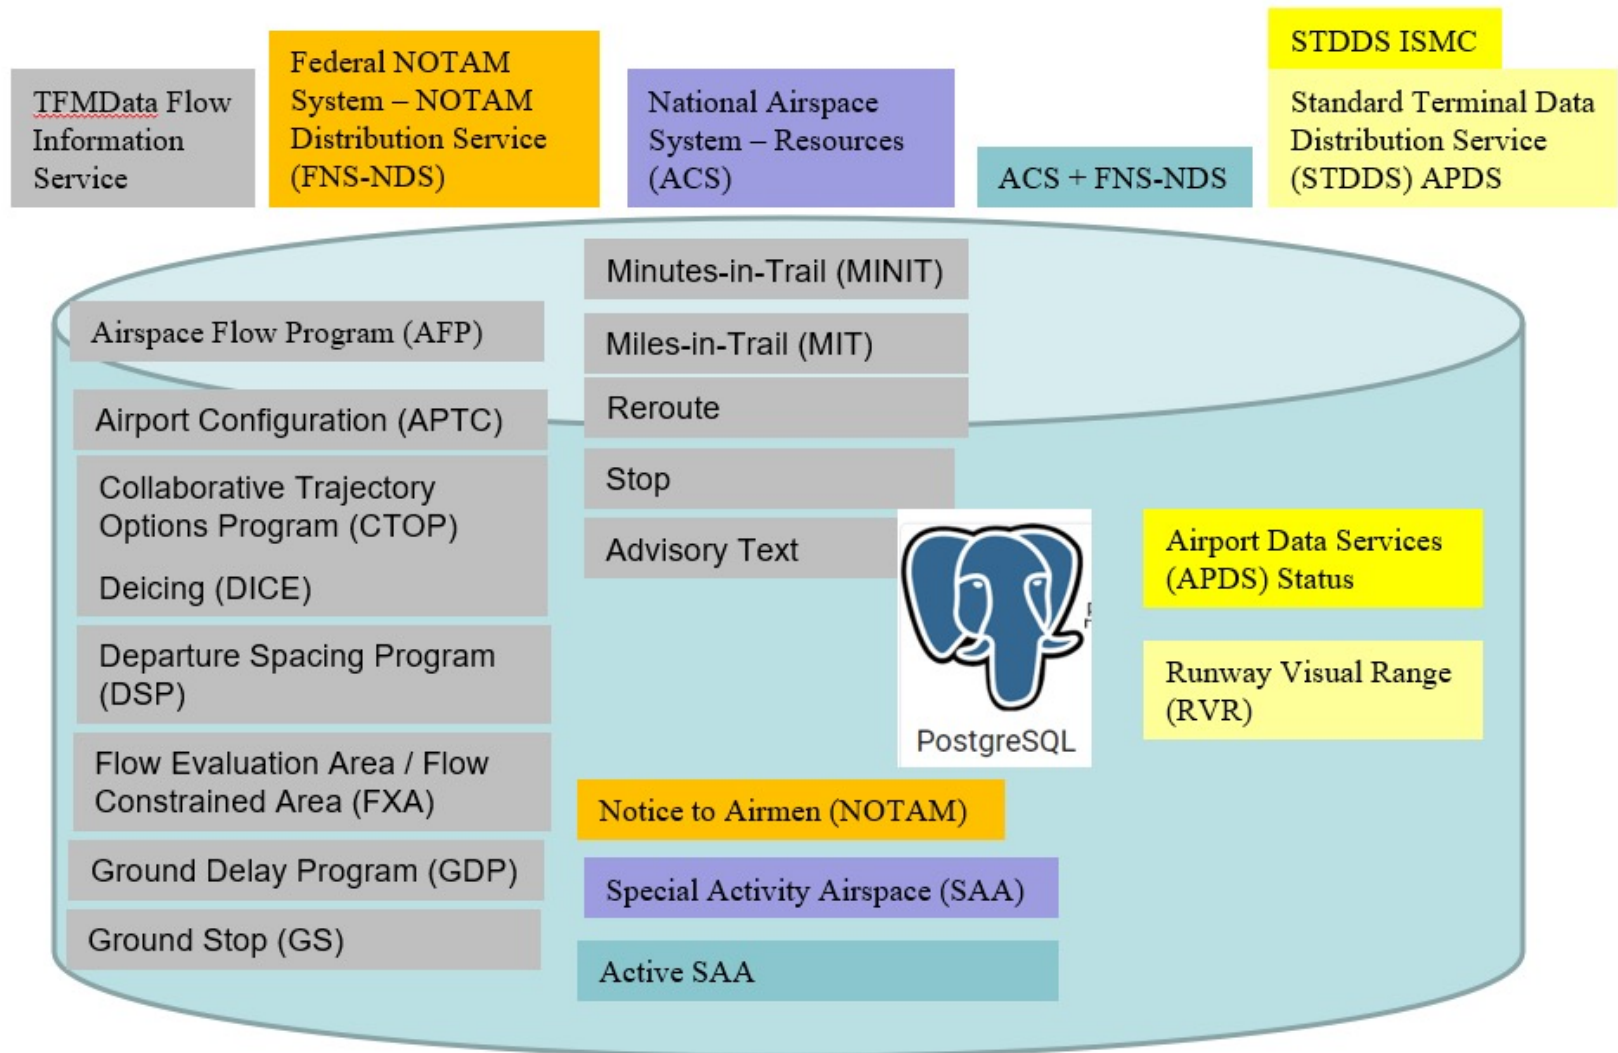 TFMData Flow
Information
Service
Federal NOTAM
System – NOTAM
Distribution Service
(FNS-NDS)
National Airspace
System – Resources
(ACS)
ACS + FNS-NDS
STDDS ISMC
Standard Terminal Data
Distribution Service
(STDDS) APDS
Airspace Flow Program (AFP)
Airport Configuration (APTC)
Collaborative Trajectory
Options Program (CTOP)
Deicing (DICE)
Departure Spacing Program
(DSP)
Flow Evaluation Area / Flow
Constrained Area (FXA)
Ground Delay Program (GDP)
Ground Stop (GS)
Minutes-in-Trail (MINIT)
Miles-in-Trail (MIT)
Reroute
Stop
Advisory Text
PostgreSQL
Notice to Airmen (NOTAM)
Special Activity Airspace (SAA)
Active SAA
Airport Data Services
(APDS) Status
Runway Visual Range
(RVR)